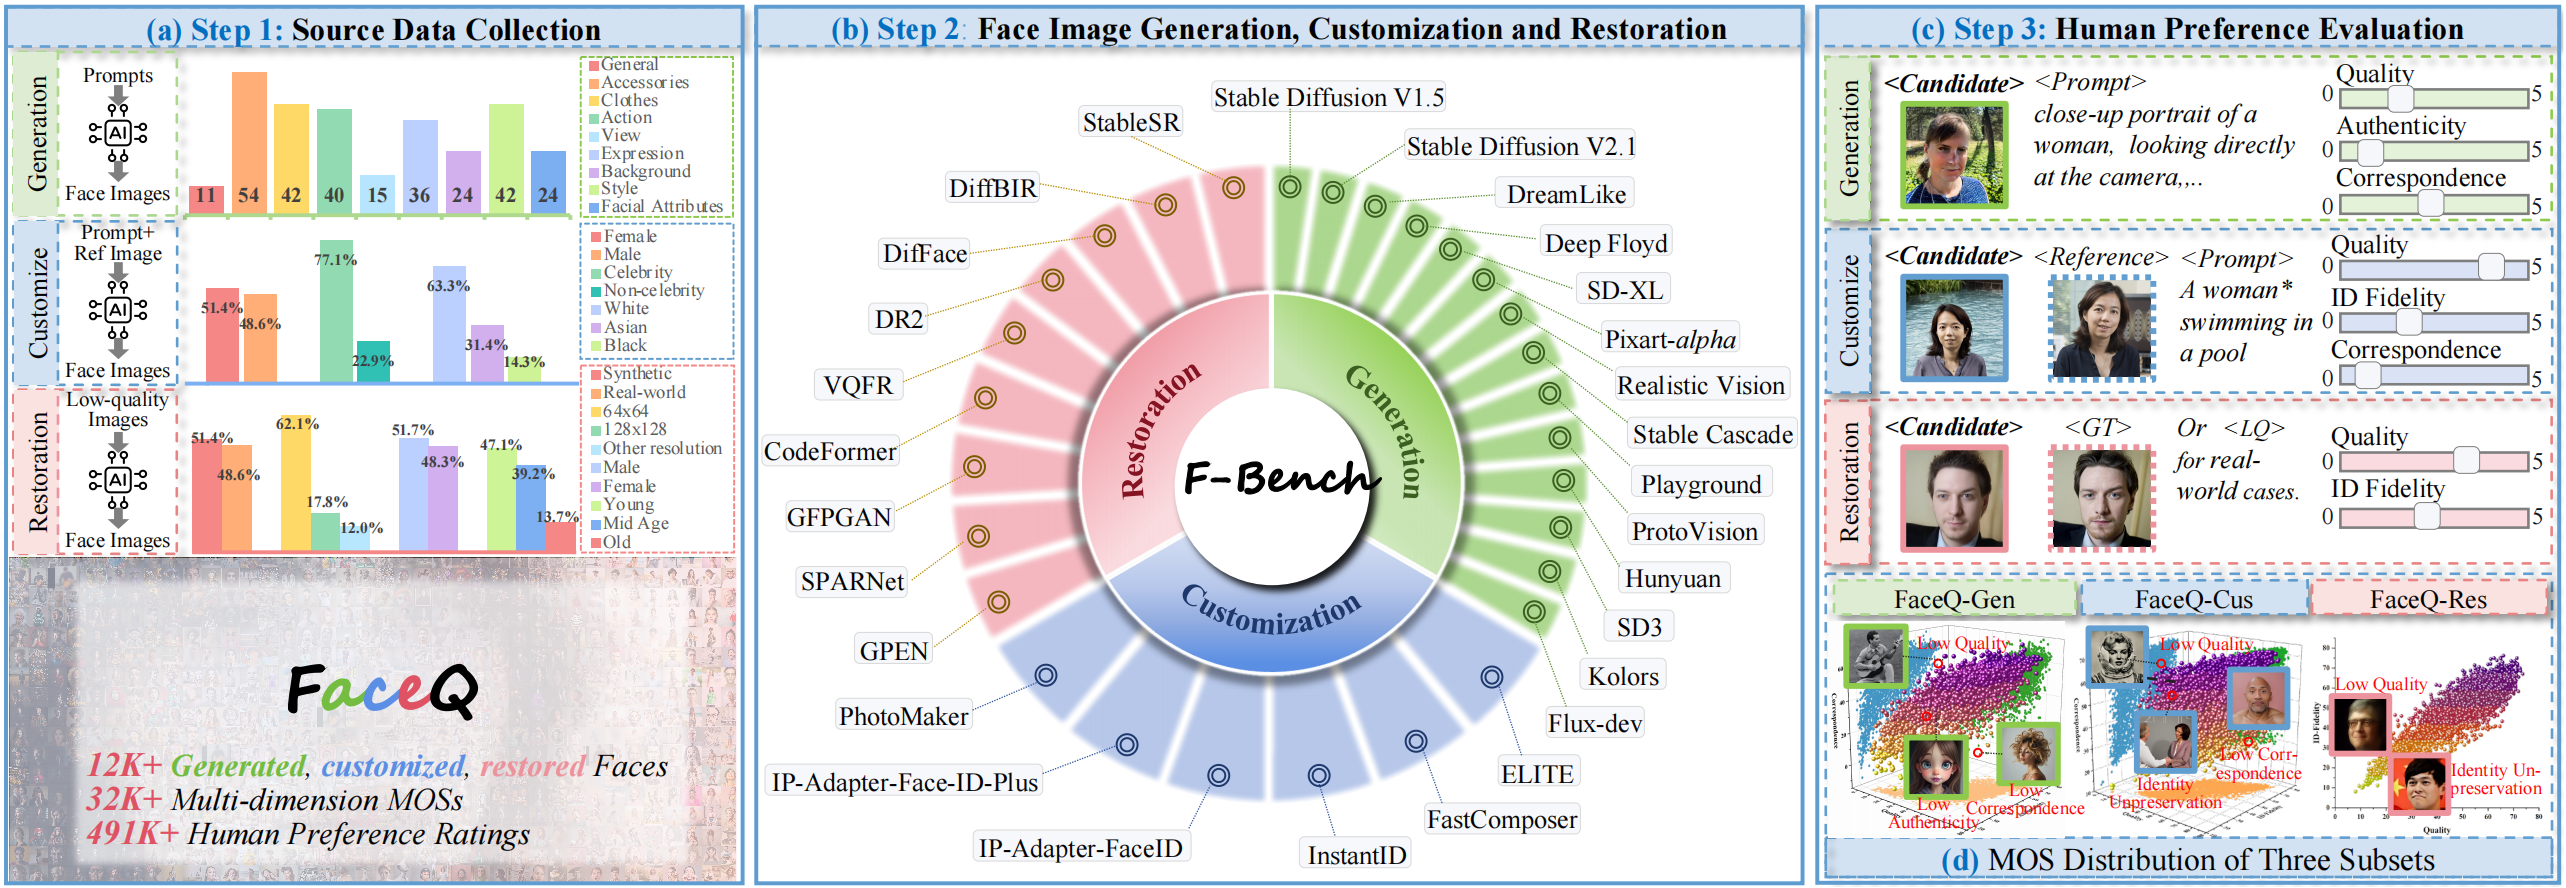 (a) Step 1: Source Data Collection
Generation
Prompts
AI
Face Images
11
54
42
40
15
36
24
42
24
General
Accessories
Clothes
Action
View
Expression
Background
Style
Facial Attributes
Customize
Prompt+
Ref Image
AI
Face Images
51.4%
48.6%
77.1%
22.9%
63.3%
31.4%
14.3%
Female
Male
Celebrity
Non-celebrity
White
Asian
Black
Restoration
Low-quality
Images
AI
Face Images
51.4%
48.6%
62.1%
17.8%
12.0%
51.7%
48.3%
47.1%
39.2%
13.7%
Synthetic
Real-world
64x64
128x128
Other resolution
Male
Female
Young
Mid Age
Old
FaceQ
12K+ Generated, customized, restored Faces
32K+ Multi-dimension MOSs
491K+ Human Preference Ratings
(b) Step 2: Face Image Generation, Customization and Restoration
Stable Diffusion V1.5
Stable Diffusion V2.1
DreamLike
Deep Floyd
SD-XL
Pixart-alpha
Realistic Vision
Stable Cascade
Playground
ProtoVision
Hunyuan
SD3
Kolors
Flux-dev
ELITE
FastComposer
InstantID
IP-Adapter-FaceID
IP-Adapter-Face-ID-Plus
PhotoMaker
GPEN
SPARNet
GFPGAN
CodeFormer
VQFR
DR2
DifFace
DiffBIR
StableSR
Restoration
Generation
Customization
F-Bench
(c) Step 3: Human Preference Evaluation
Generation
<Candidate>
<Prompt>
close-up portrait of a
woman, looking directly
at the camera,,..
Quality
0 5
Authenticity
0 5
Correspondence
0 5
Customize
<Candidate>
<Reference>
<Prompt>
A woman*
swimming in
a pool
Quality
0 5
ID Fidelity
0 5
Correspondence
0 5
Restoration
<Candidate>
<GT>
Or <LQ>
for real-
world cases.
Quality
0 5
ID Fidelity
0 5
FaceQ-Gen
FaceQ-Cus
FaceQ-Res
Low Quality
Low
Authenticity
Low
Correspondence
Correspondence
Low Quality
Identity
Unpreservation
Low Corr-
espondence
Correspondence
Low Quality
Identity Un-
preservation
ID-Fidelity
Quality
(d) MOS Distribution of Three Subsets